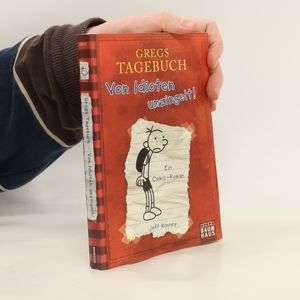 GREGS
TAGEBUCH
Von Idioten
umzingelt!
Ein
Comic-Roman
Jeff Kinney
BAUM
HAUS
Gregs Tagebuch Von Idioten umzingelt!